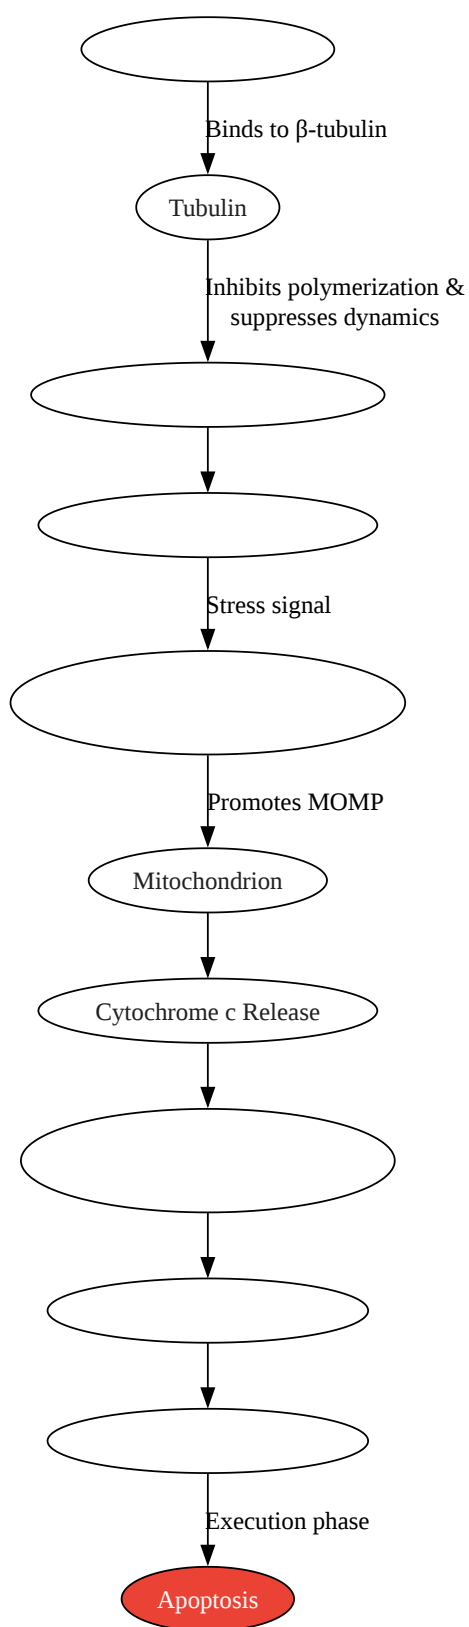 Binds to β-tubulin
Tubulin
Inhibits polymerization &
suppresses dynamics
Stress signal
Promotes MOMP
Mitochondrion
Cytochrome c Release
Execution phase
Apoptosis